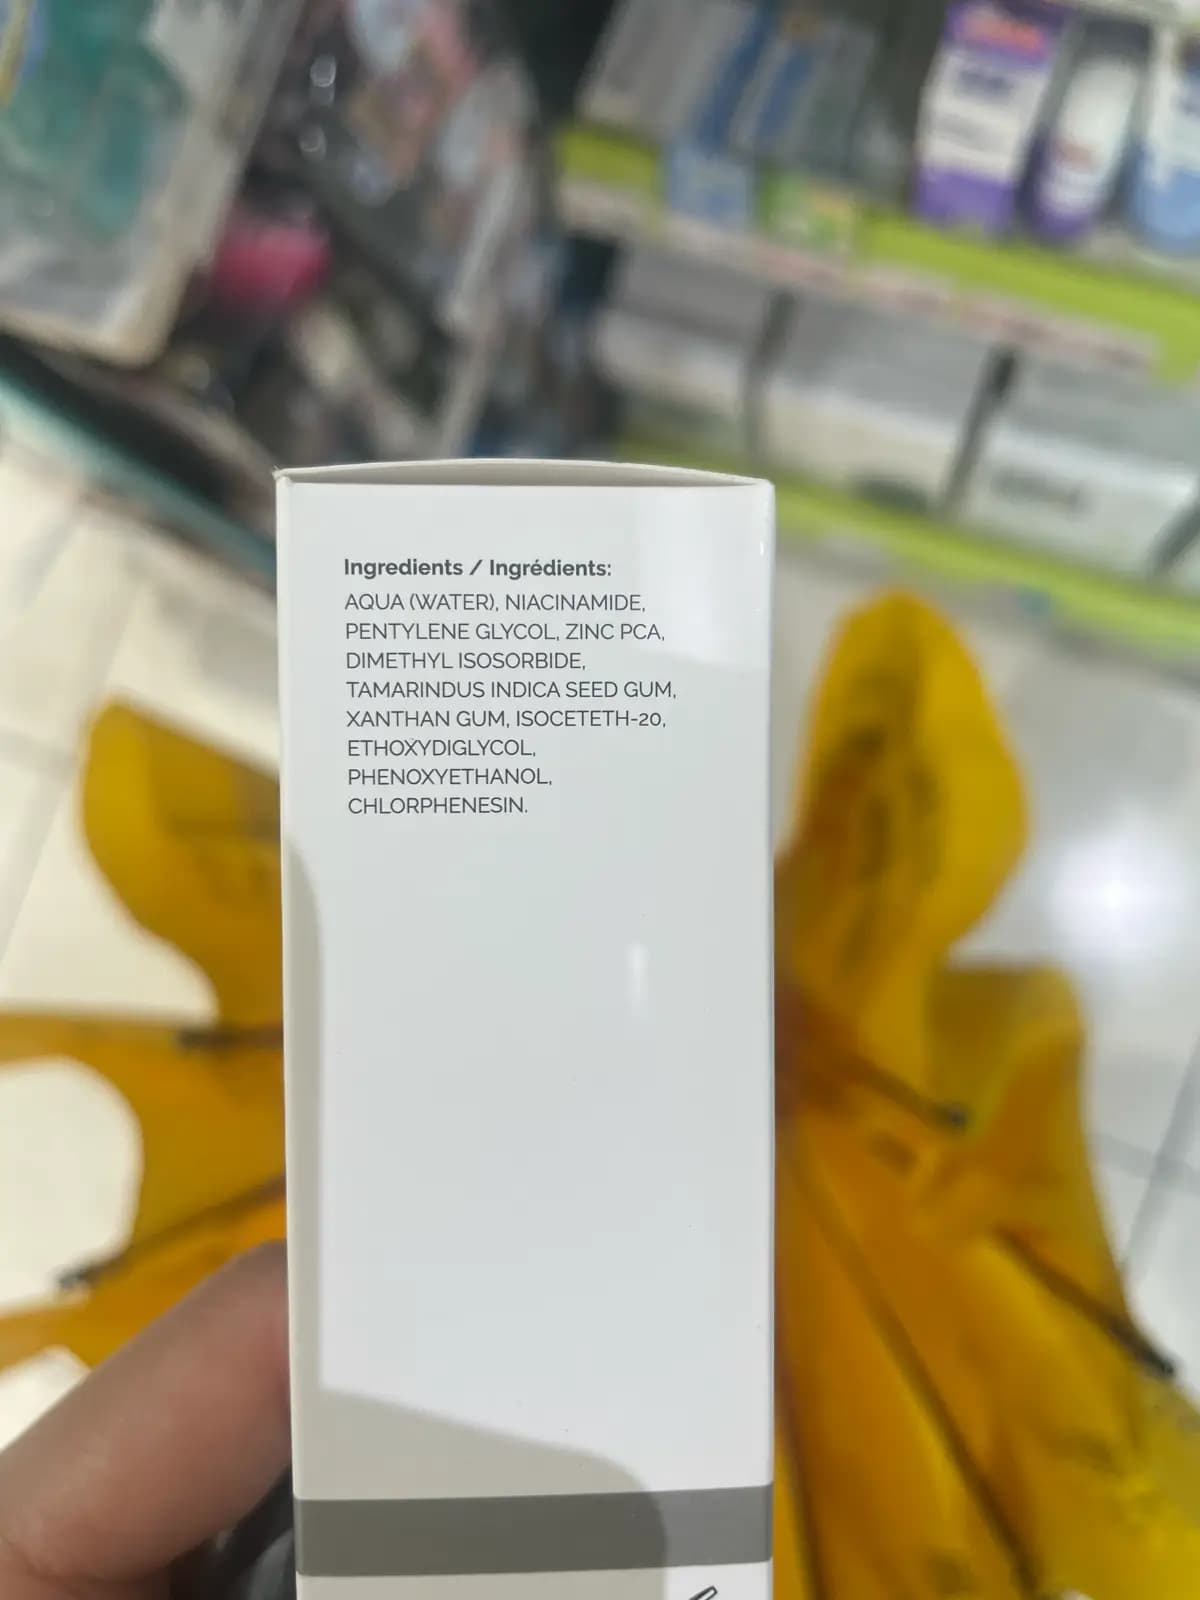 Ingredients / Ingrédients:
AQUA (WATER), NIACINAMIDE,
PENTYLENE GLYCOL, ZINC PCA,
DIMETHYL ISOSORBIDE,
TAMARINDUS INDICA SEED GUM,
XANTHAN GUM, ISOCETETH-20,
ETHOXYDIGLYCOL,
PHENOXYETHANOL,
CHLORPHENESIN.